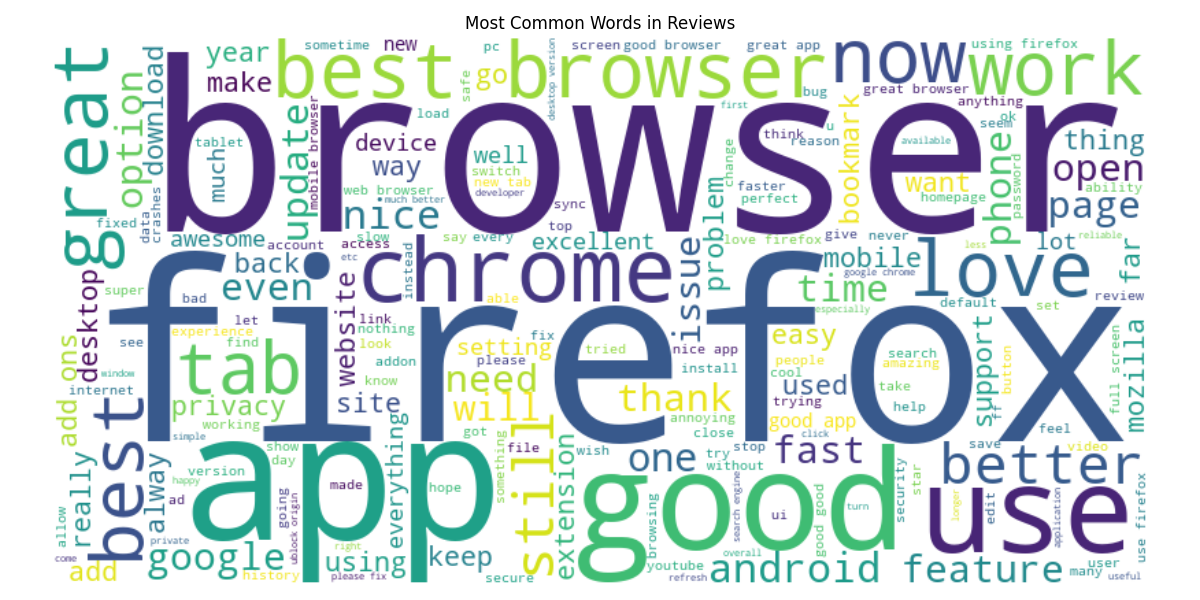 Most Common Words in Reviews
great
year
sometime
new
best browser
pc
go
safe
desktop version
screen
good browser
great app
now
using firefox
work
option
download
make
update
mobile browser
load
browser
bug
great browser
anything
ok
first
think
reason
u
bookmark
available
seem
thing
tablet
much
device
way
well
switch
new tab
developer
web browser
much better
sync
change
faster
perfect
want
homepage
phone
password
open
ability
page
fixed
data
crashes
nice
top
problem
awesome
account
access
slow
say
every
excellent
love firefox
give
never
less
lot
reliable
far
desktop
back
even
etc
instead
chrome
issue
mobile
google chrome
time
love
super
bad
website
able
especially
default
set
review
firefox
let
link
experience
nothing
look
fix
see
find
setting
please
tried
nice app
easy
people
cool
search
amazing
support
button
full screen
mozilla
add ons
window
internet
tab
addon
know
need
install
used
take
privacy
site
will
thank
trying
help
ff
best
working
annoying
good app
simple
got
close
click
feel
really
alway
show
day
everything
still
file
extension
wish
one
try
without
stop
fast
save
video
better
version
happy
app
made
hope
something
good
search engine
good good
turn
security
star
use
longer
edit
application
use firefox
allow
ad
going
ublock origin
ui
browsing
come
private
google
right
using
keep
youtube
overall
android
feature
user
many
add
history
please fix
secure
refresh
useful